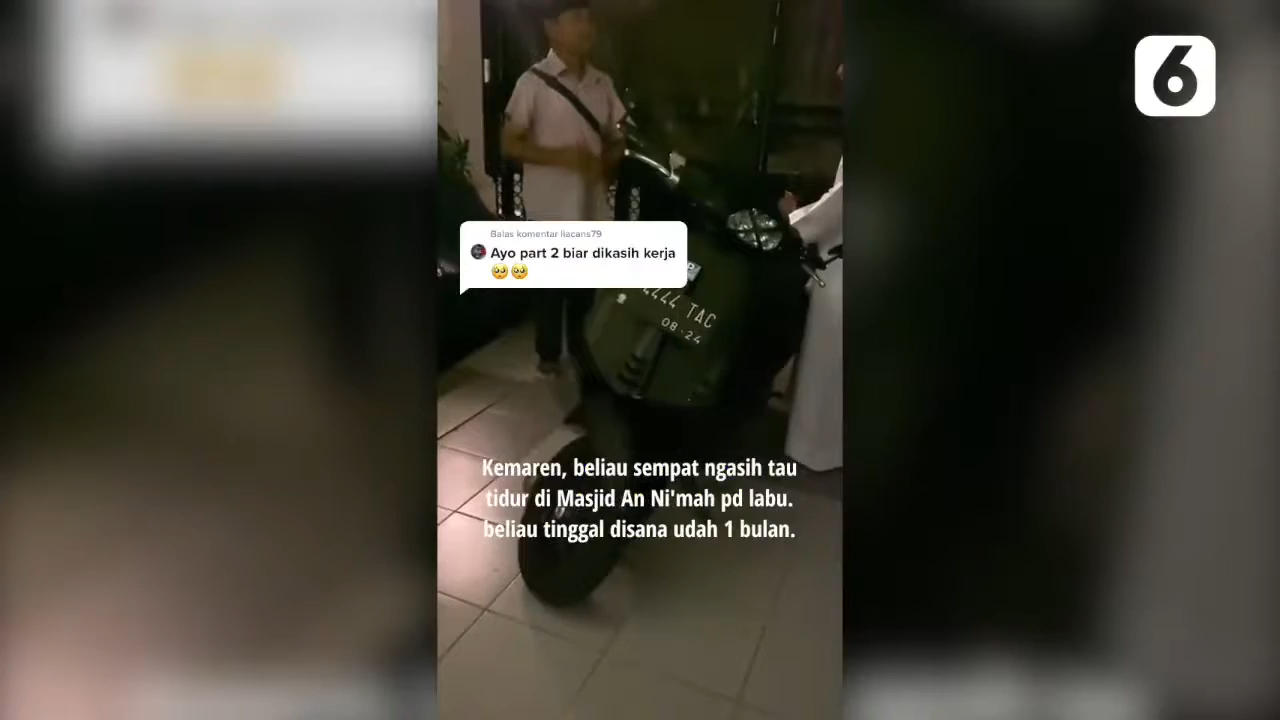 6
Balas komentar liacans79
Ayo part 2 biar dikasih kerja
🥺🥺
4444 TAC
08·24
Kemaren, beliau sempat ngasih tau
tidur di Masjid An Ni'mah pd labu.
beliau tinggal disana udah 1 bulan.